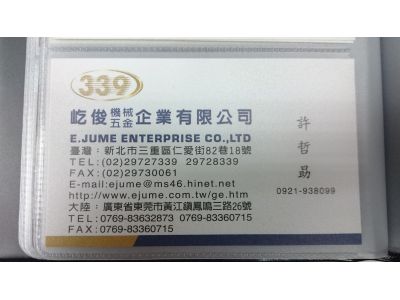 339
屹俊機械五金企業有限公司
E.JUME ENTERPRISE CO.,LTD
臺灣：新北市三重區仁愛街82巷18號
TEL:(02)29727339 29728339
FAX:(02)29730061
E-mail:ejume@ms46.hinet.net
http://www.ejume.com.tw/ge.htm
大陸：廣東省東莞市黃江鎮鳳鳴三路26號
TEL: 0769-83632873 0769-83360715
FAX: 0769-83360715
許哲勛
0921-938099